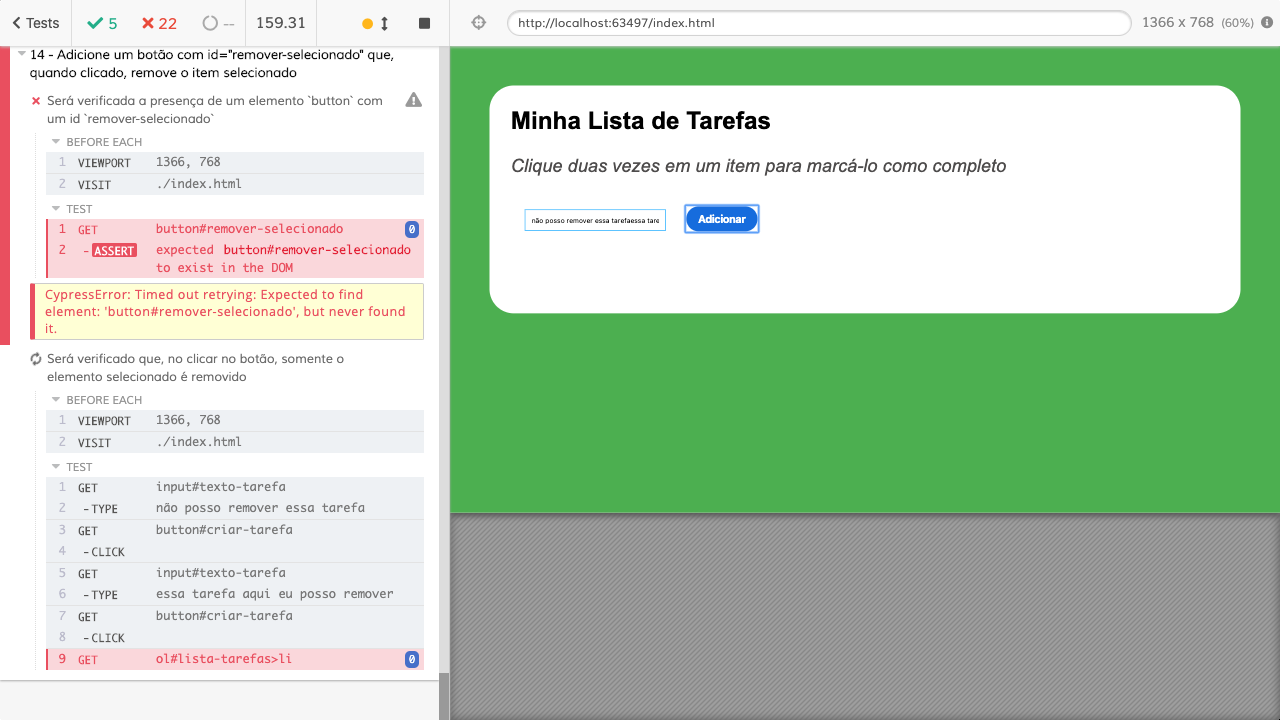 Tests
5
22
--
159.31
http://localhost:63497/index.html
1366 x 768 (60%)
14 - Adicione um botão com id="remover-selecionado" que,
quando clicado, remove o item selecionado
Será verificada a presença de um elemento `button` com
um id `remover-selecionado`
BEFORE EACH
1 VIEWPORT 1366, 768
2 VISIT ./index.html
TEST
1 GET button#remover-selecionado 0
2 -ASSERT expected button#remover-selecionado
to exist in the DOM
CypressError: Timed out retrying: Expected to find
element: 'button#remover-selecionado', but never found
it.
Será verificado que, no clicar no botão, somente o
elemento selecionado é removido
BEFORE EACH
1 VIEWPORT 1366, 768
2 VISIT ./index.html
TEST
1 GET input#texto-tarefa
2 -TYPE não posso remover essa tarefa
3 GET button#criar-tarefa
4 -CLICK
5 GET input#texto-tarefa
6 -TYPE essa tarefa aqui eu posso remover
7 GET button#criar-tarefa
8 -CLICK
9 GET ol#lista-tarefas>li 0
Minha Lista de Tarefas
Clique duas vezes em um item para marcá-lo como completo
não posso remover essa tarefaessa tare
Adicionar